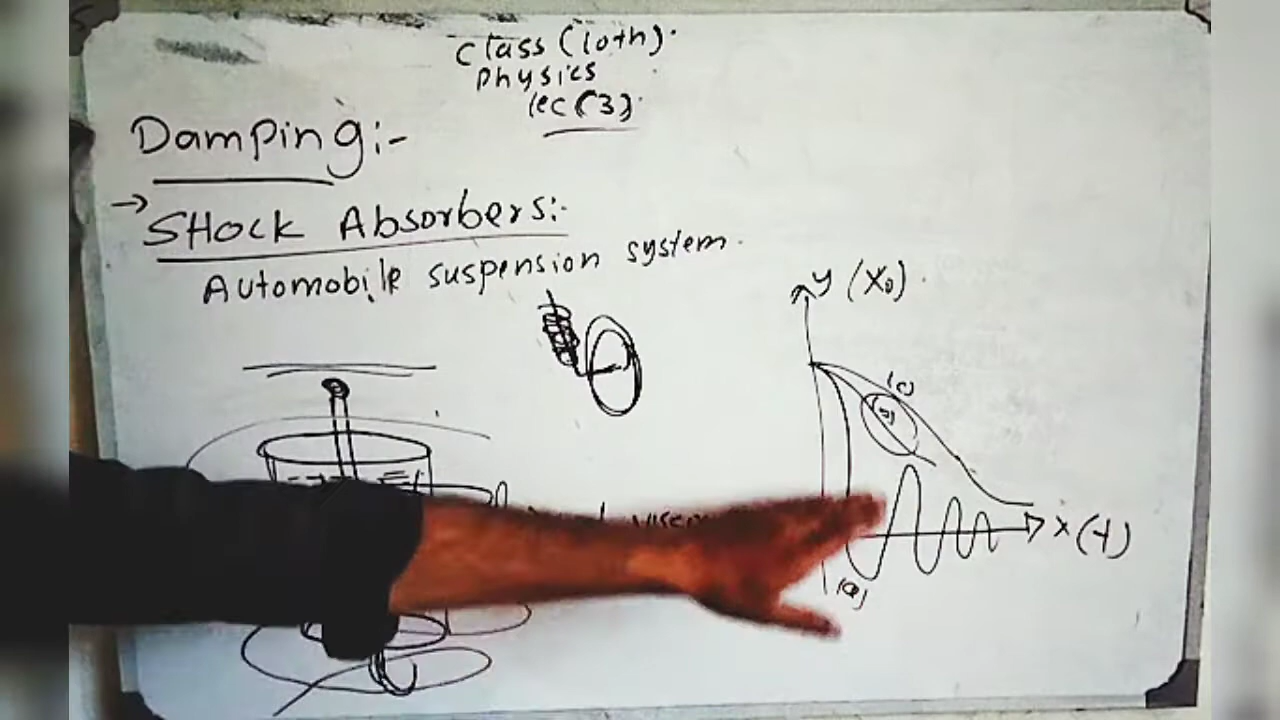 Class (10th).
Physics
lec (3).
Damping:-
→ SHock Absorbers:-
Automobile suspension system.
y (x₀).
(c)
(a)
x (t)